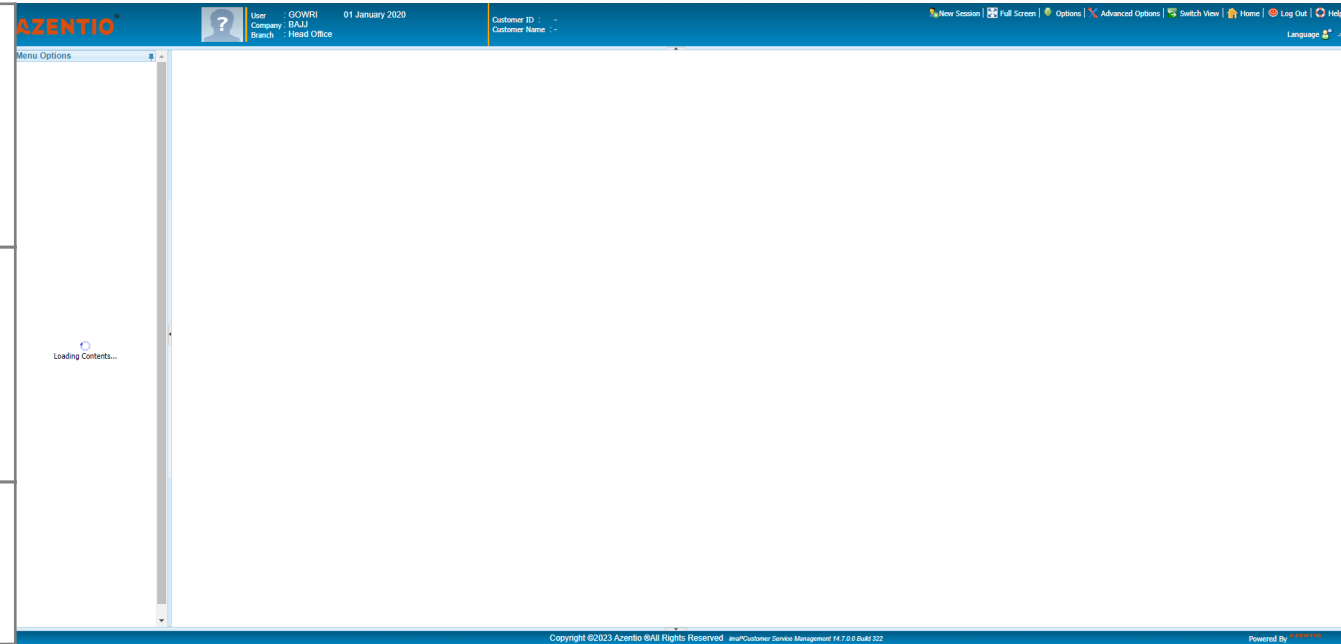 AZENTIO™
User : GOWRI 01 January 2020
Company : BAJJ
Branch : Head Office
Customer ID : -
Customer Name : -
New Session | Full Screen | Options | Advanced Options | Switch View | Home | Log Out | Help
Language
Menu Options
?
Loading Contents...
Copyright ©2023 Azentio ®All Rights Reserved imal®Customer Service Management 14.7.0.0 Build 322
Powered By AZENTIO